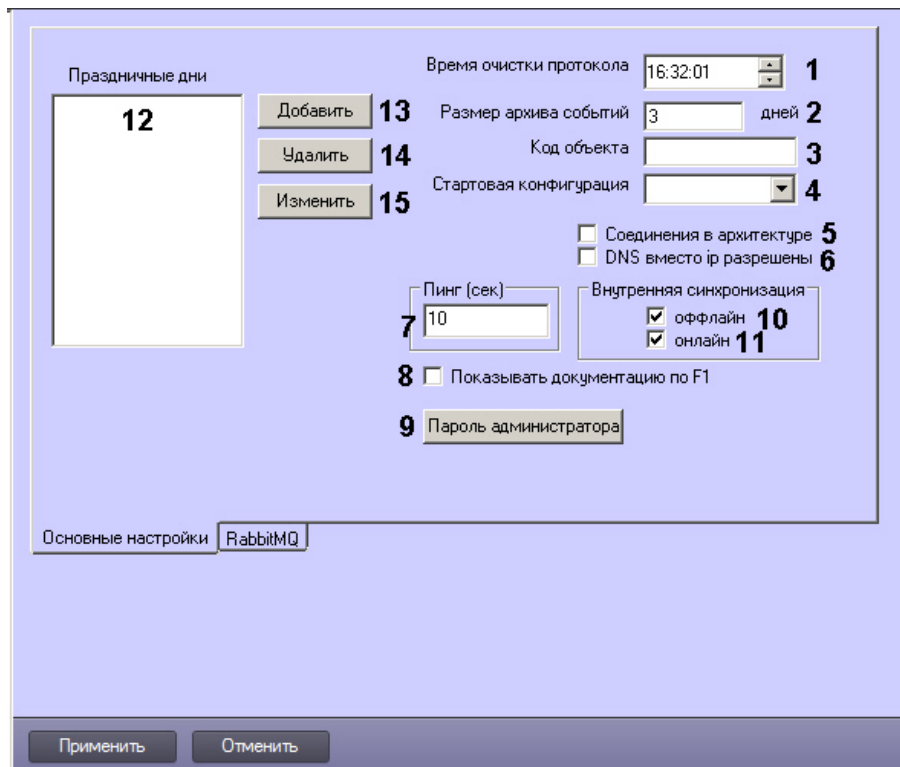 Праздничные дни
12
Добавить 13
Удалить 14
Изменить 15
Время очистки протокола 16:32:01 1
Размер архива событий 3 дней 2
Код объекта 3
Стартовая конфигурация 4
Соединения в архитектуре 5
DNS вместо ip разрешены 6
Пинг (сек)
7 10
Внутренняя синхронизация
оффлайн 10
онлайн 11
8 Показывать документацию по F1
9 Пароль администратора
Основные настройки RabbitMQ
Применить Отменить